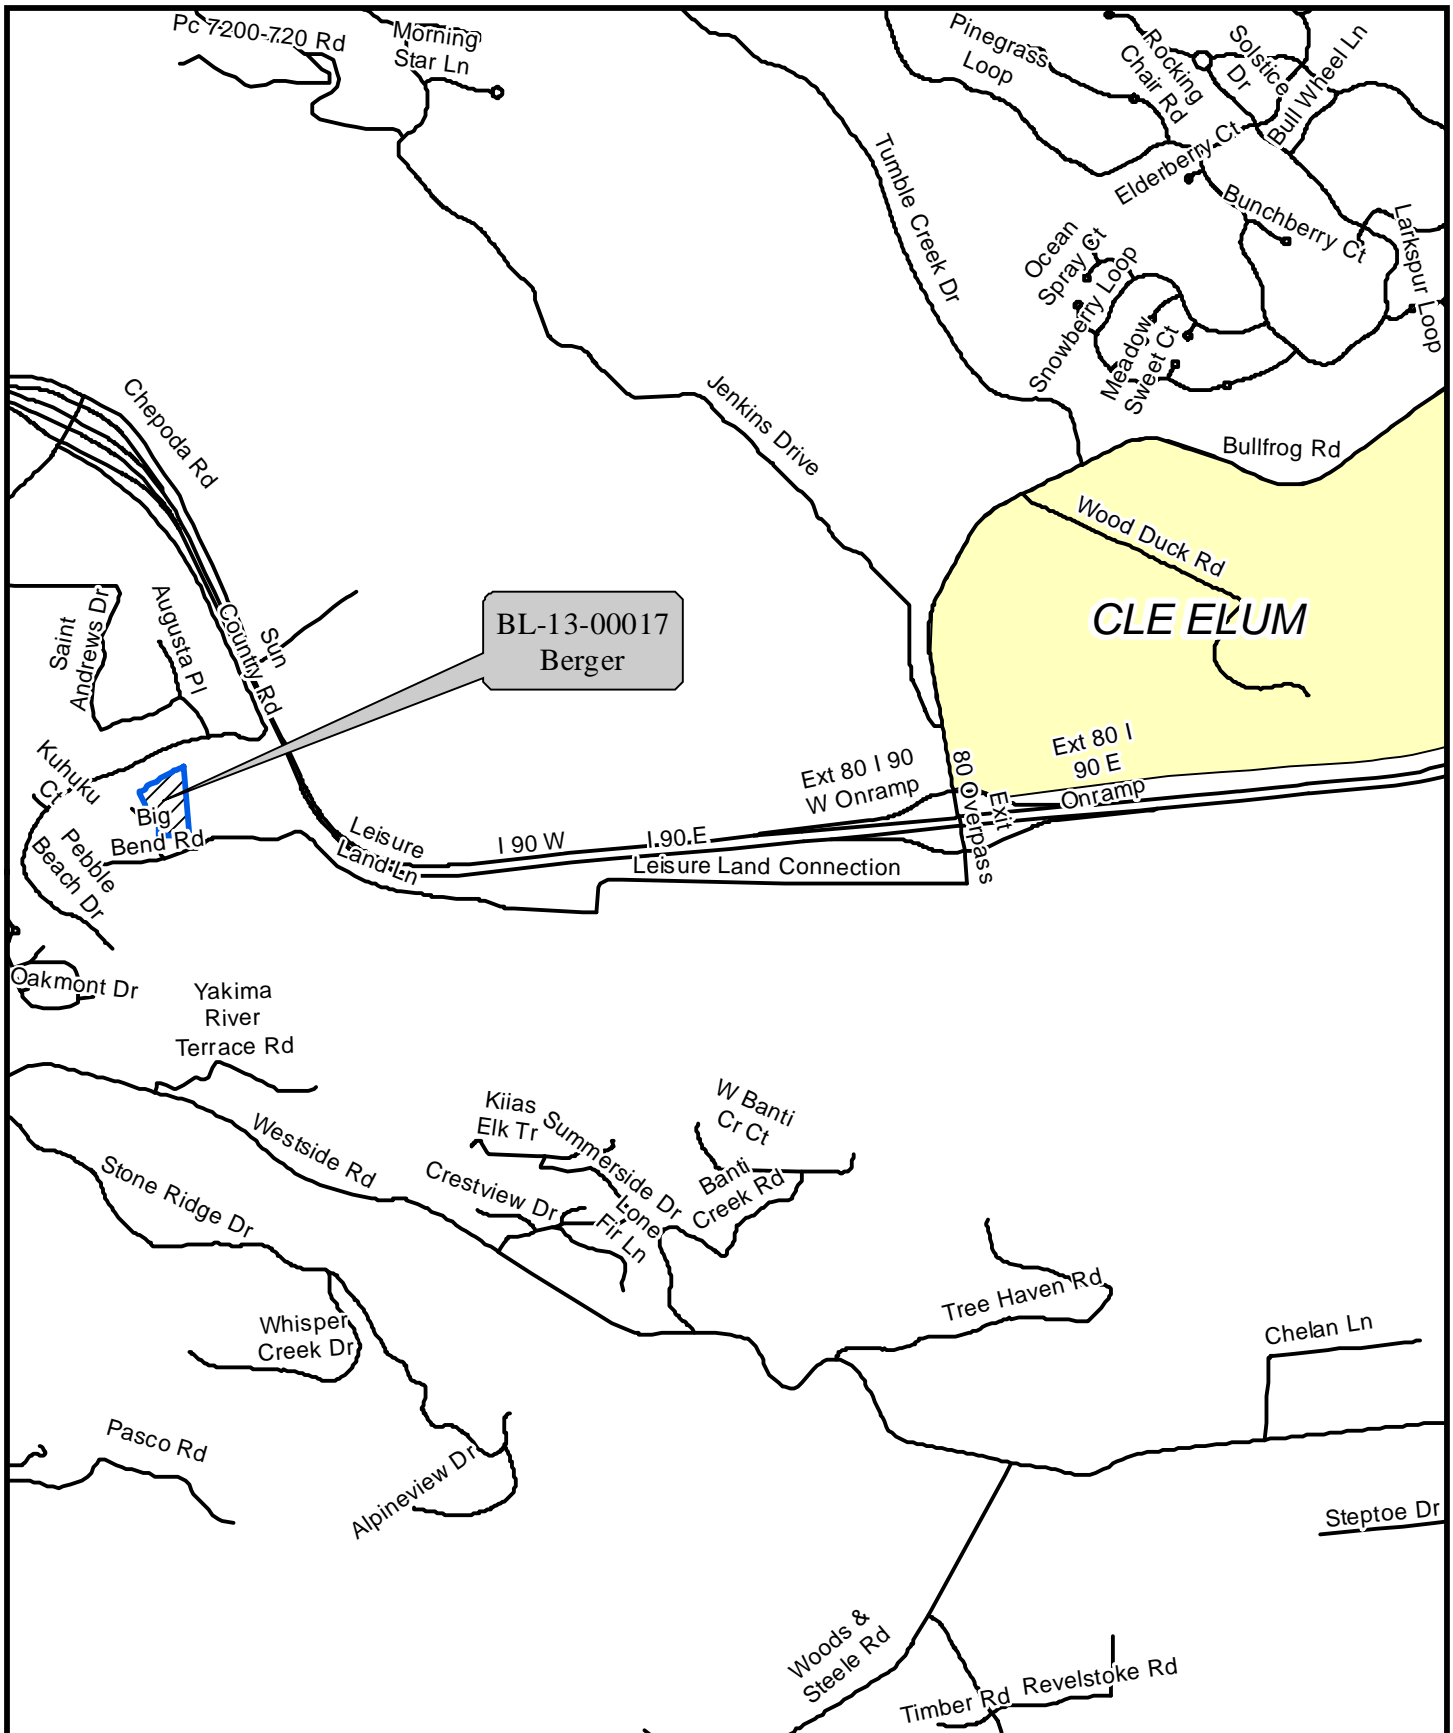 Pc 7200-720 Rd
Morning
Star Ln
Pinegrass
Loop
Rocking
Chair Rd
Solstice
Dr
Bull Wheel Ln
Elderberry Ct
Bunchberry Ct
Larkspur Loop
Tumble Creek Dr
Ocean
Spray Ct
Snowberry Loop
Meadow
Sweet Ct
Chepoda Rd
Jenkins Drive
Bullfrog Rd
Wood Duck Rd
CLE ELUM
Saint
Andrews Dr
Augusta Pl
Sun
Country Rd
BL-13-00017
Berger
Kuhuku
Ct
Big
Bend Rd
Pebble
Beach Dr
Leisure
Land Ln
I 90 W
I 90 E
Ext 80 I 90
W Onramp
Ext 80 I
90 E
Onramp
Exit
80 Overpass
Leisure Land Connection
Oakmont Dr
Yakima
River
Terrace Rd
Westside Rd
Stone Ridge Dr
Kiias
Elk Tr
Summerside Dr
W Banti
Cr Ct
Banti
Creek Rd
Crestview Dr
Lone
Fir Ln
Tree Haven Rd
Whisper
Creek Dr
Chelan Ln
Pasco Rd
Alpineview Dr
Steptoe Dr
Woods &
Steele Rd
Timber Rd
Revelstoke Rd